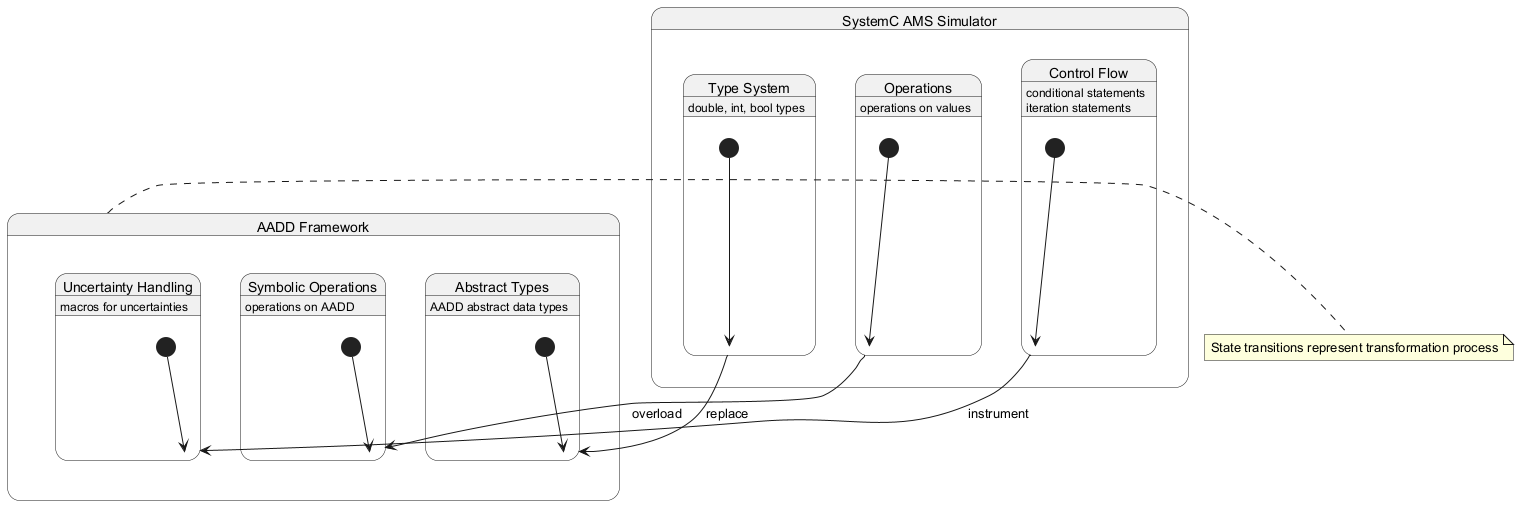 SystemC AMS Simulator
Type System
double, int, bool types
Operations
operations on values
Control Flow
conditional statements
iteration statements
AADD Framework
Uncertainty Handling
macros for uncertainties
Symbolic Operations
operations on AADD
Abstract Types
AADD abstract data types
State transitions represent transformation process
overload
replace
instrument